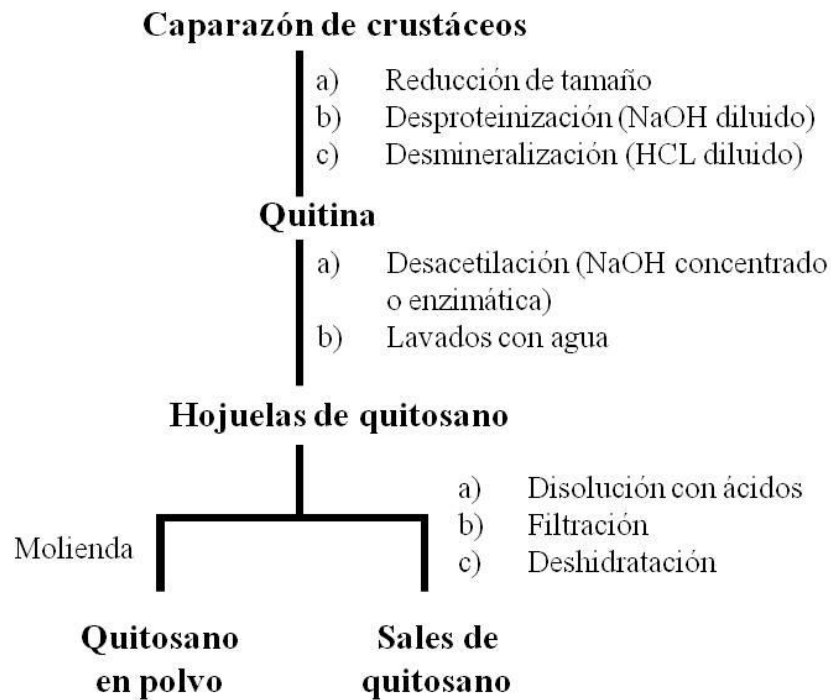 Caparazón de crustáceos
a) Reducción de tamaño
b) Desproteinización (NaOH diluido)
c) Desmineralización (HCL diluido)
Quitina
a) Desacetilación (NaOH concentrado
o enzimática)
b) Lavados con agua
Hojuelas de quitosano
Molienda
a) Disolución con ácidos
b) Filtración
c) Deshidratación
Quitosano
en polvo
Sales de
quitosano